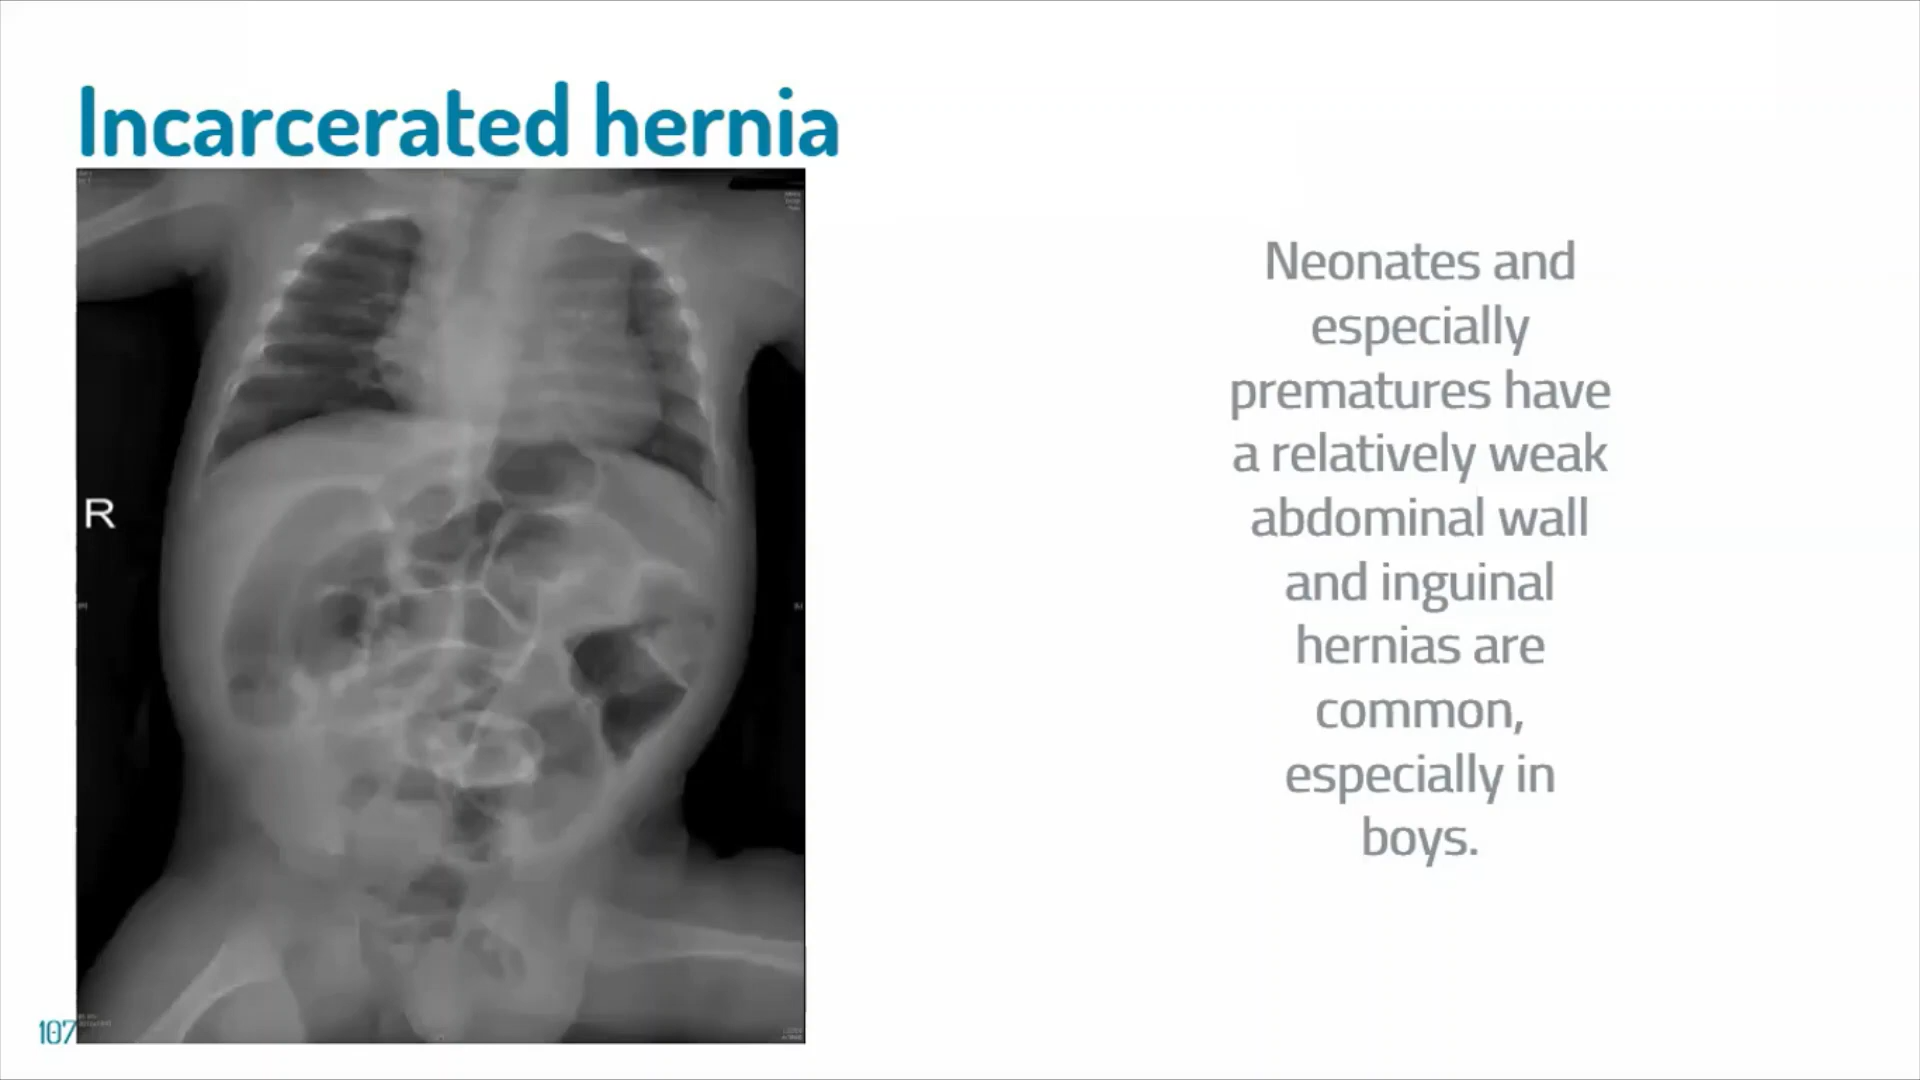 Incarcerated hernia
R
Neonates and
especially
prematures have
a relatively weak
abdominal wall
and inguinal
hernias are
common,
especially in
boys.
107